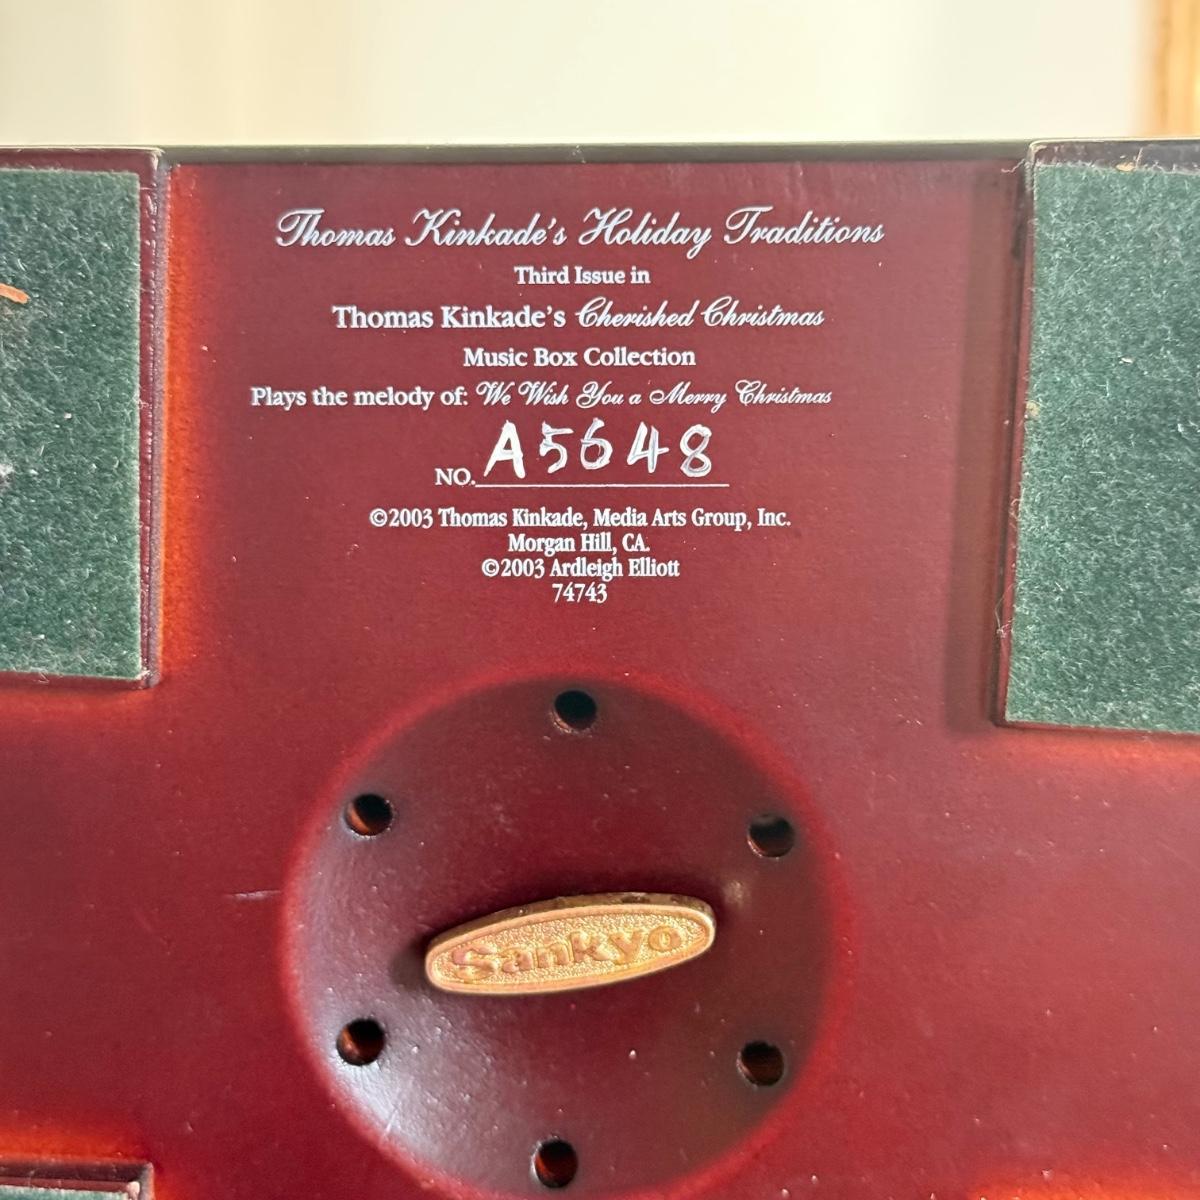 Thomas Kinkade's Holiday Traditions
Third Issue in
Thomas Kinkade's Cherished Christmas
Music Box Collection
Plays the melody of: We Wish You a Merry Christmas
NO. A5648
©2003 Thomas Kinkade, Media Arts Group, Inc.
Morgan Hill, CA.
©2003 Ardleigh Elliott
74743
Sankyo